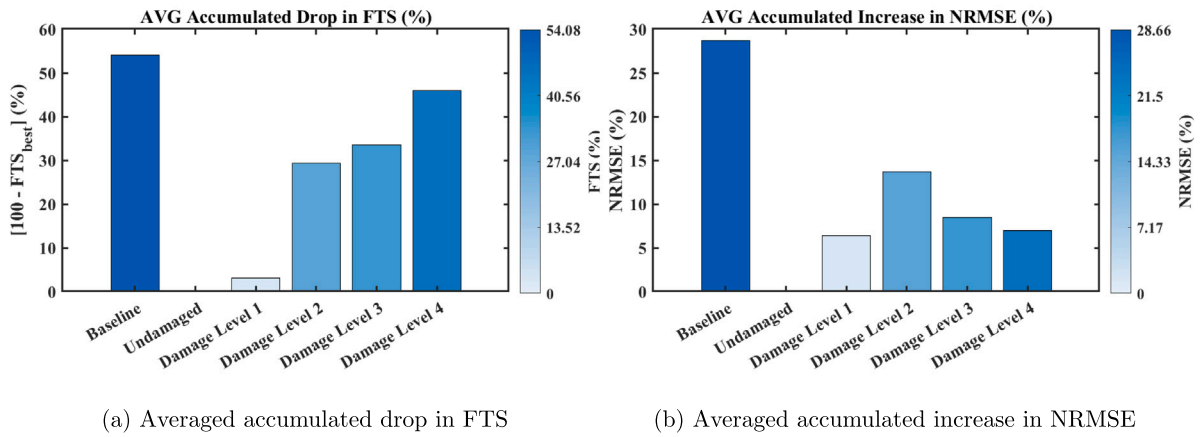 AVG Accumulated Drop in FTS (%)
[100 - FTS_best] (%)
60
50
40
30
20
10
0
Baseline
Undamaged
Damage Level 1
Damage Level 2
Damage Level 3
Damage Level 4
54.08
40.56
27.04
13.52
0
FTS (%)
(a) Averaged accumulated drop in FTS
AVG Accumulated Increase in NRMSE (%)
NRMSE (%)
30
25
20
15
10
5
0
Baseline
Undamaged
Damage Level 1
Damage Level 2
Damage Level 3
Damage Level 4
28.66
21.5
14.33
7.17
0
NRMSE (%)
(b) Averaged accumulated increase in NRMSE